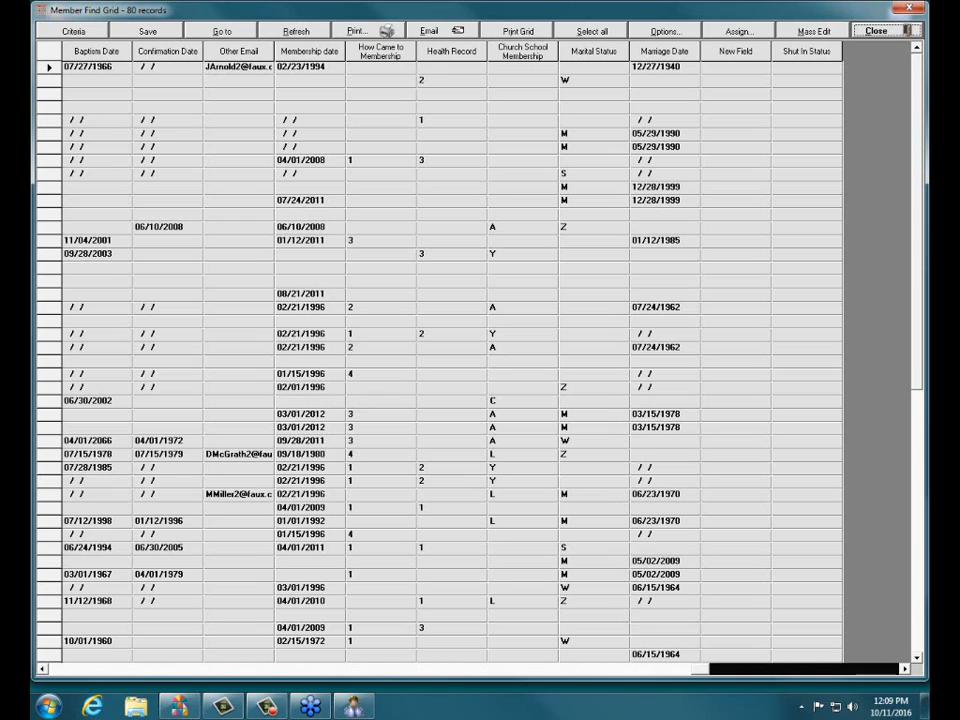 Member Find Grid - 80 records
Criteria Save Go to Refresh Print... Email Print Grid Select all Options... Assign... Mass Edit Close
Baptism Date Confirmation Date Other Email Membership date How Came to Membership Health Record Church School Membership Marital Status Marriage Date New Field Shut In Status
07/27/1966 / / JArnold2@faux.c 02/23/1994 12/27/1940
2 W
/ / / / / / 1 / /
/ / / / / / M 05/29/1990
/ / / / / / M 05/29/1990
/ / / / 04/01/2008 1 3 / /
/ / / / / / S / /
M 12/28/1999
07/24/2011 M 12/28/1999
06/10/2008 06/10/2008 A Z
11/04/2001 01/12/2011 3 01/12/1985
09/28/2003 3 Y
08/21/2011
/ / / / 02/21/1996 2 A 07/24/1962
/ / / / 02/21/1996 1 2 Y / /
/ / / / 02/21/1996 2 A 07/24/1962
/ / / / 01/15/1996 4 / /
/ / / / 02/01/1996 Z / /
06/30/2002 C
03/01/2012 3 A M 03/15/1978
03/01/2012 3 A M 03/15/1978
04/01/2066 04/01/1972 09/28/2011 3 A W
07/15/1978 07/15/1979 DMcGrath2@fau 09/18/1980 4 L Z
07/28/1985 / / 02/21/1996 1 2 Y / /
/ / / / 02/21/1996 1 2 Y / /
/ / / / MMiller2@faux.c 02/21/1996 L M 06/23/1970
04/01/2009 1 1
07/12/1998 01/12/1996 01/01/1992 L M 06/23/1970
/ / / / 01/15/1996 4 / /
06/24/1994 06/30/2005 04/01/2011 1 1 S
M 05/02/2009
03/01/1967 04/01/1979 1 M 05/02/2009
/ / / / 03/01/1996 W 06/15/1964
11/12/1968 / / 04/01/2010 1 L Z / /
04/01/2009 1 3
10/01/1960 02/15/1972 1 W
06/15/1964
12:09 PM
10/11/2016